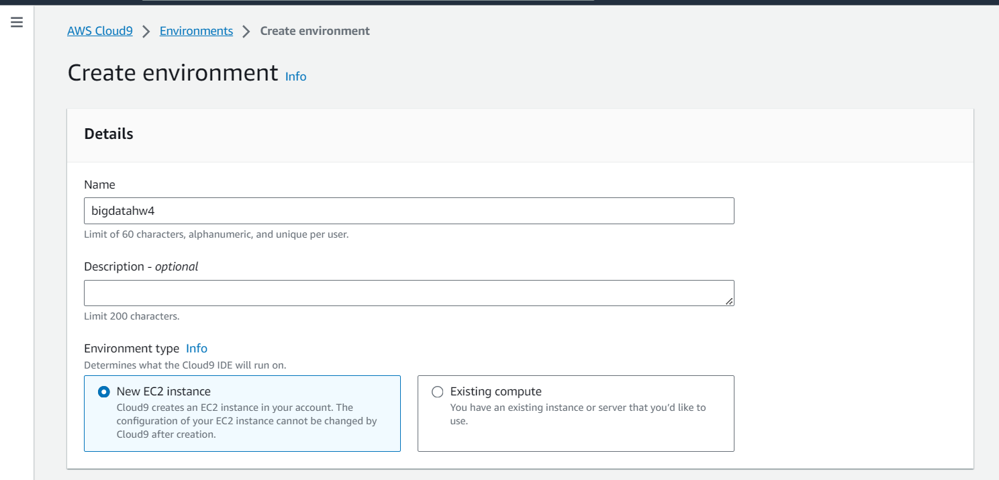 AWS Cloud9 > Environments > Create environment
Create environment Info
Details
Name
bigdatahw4
Limit of 60 characters, alphanumeric, and unique per user.
Description - optional
Limit 200 characters.
Environment type Info
Determines what the Cloud9 IDE will run on.
New EC2 instance
Cloud9 creates an EC2 instance in your account. The
configuration of your EC2 instance cannot be changed by
Cloud9 after creation.
Existing compute
You have an existing instance or server that you’d like to
use.